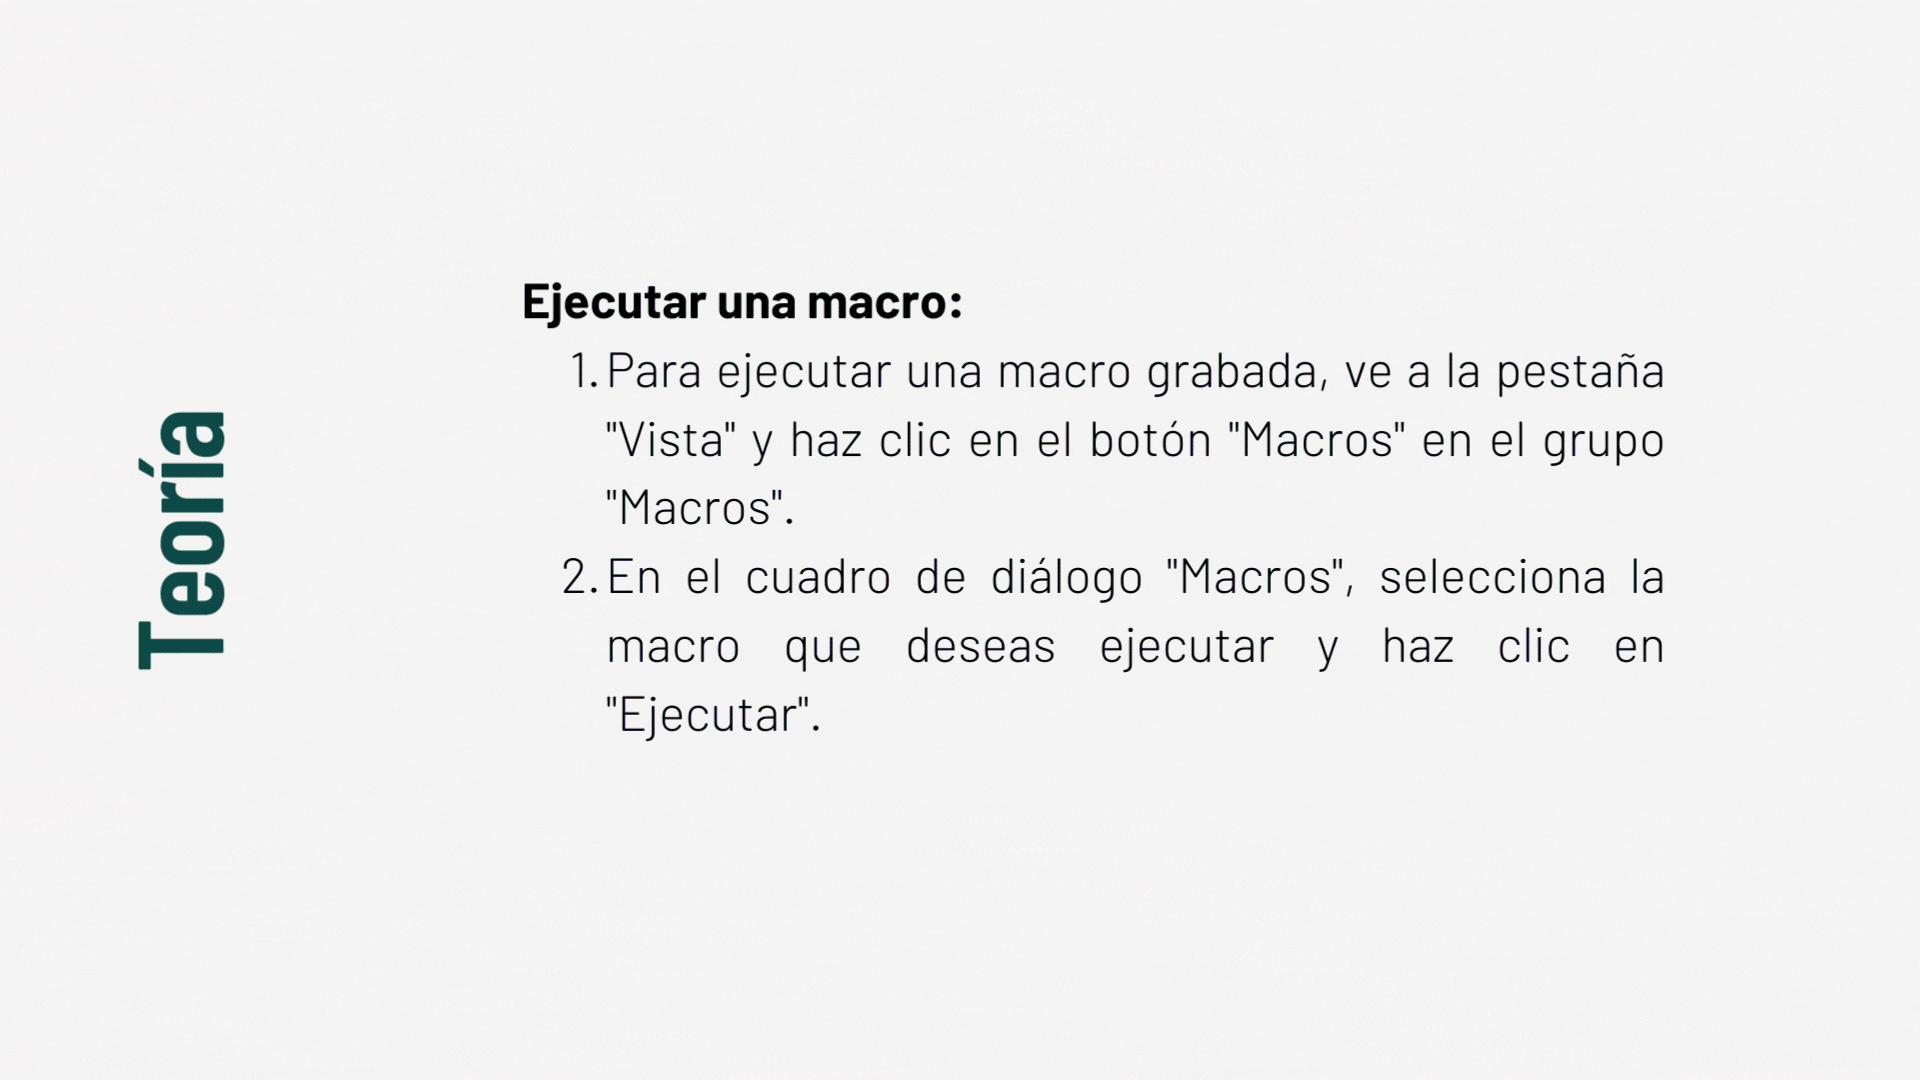 Teoría
Ejecutar una macro:
1. Para ejecutar una macro grabada, ve a la pestaña
"Vista" y haz clic en el botón "Macros" en el grupo
"Macros".
2. En el cuadro de diálogo "Macros", selecciona la
macro que deseas ejecutar y haz clic en
"Ejecutar".